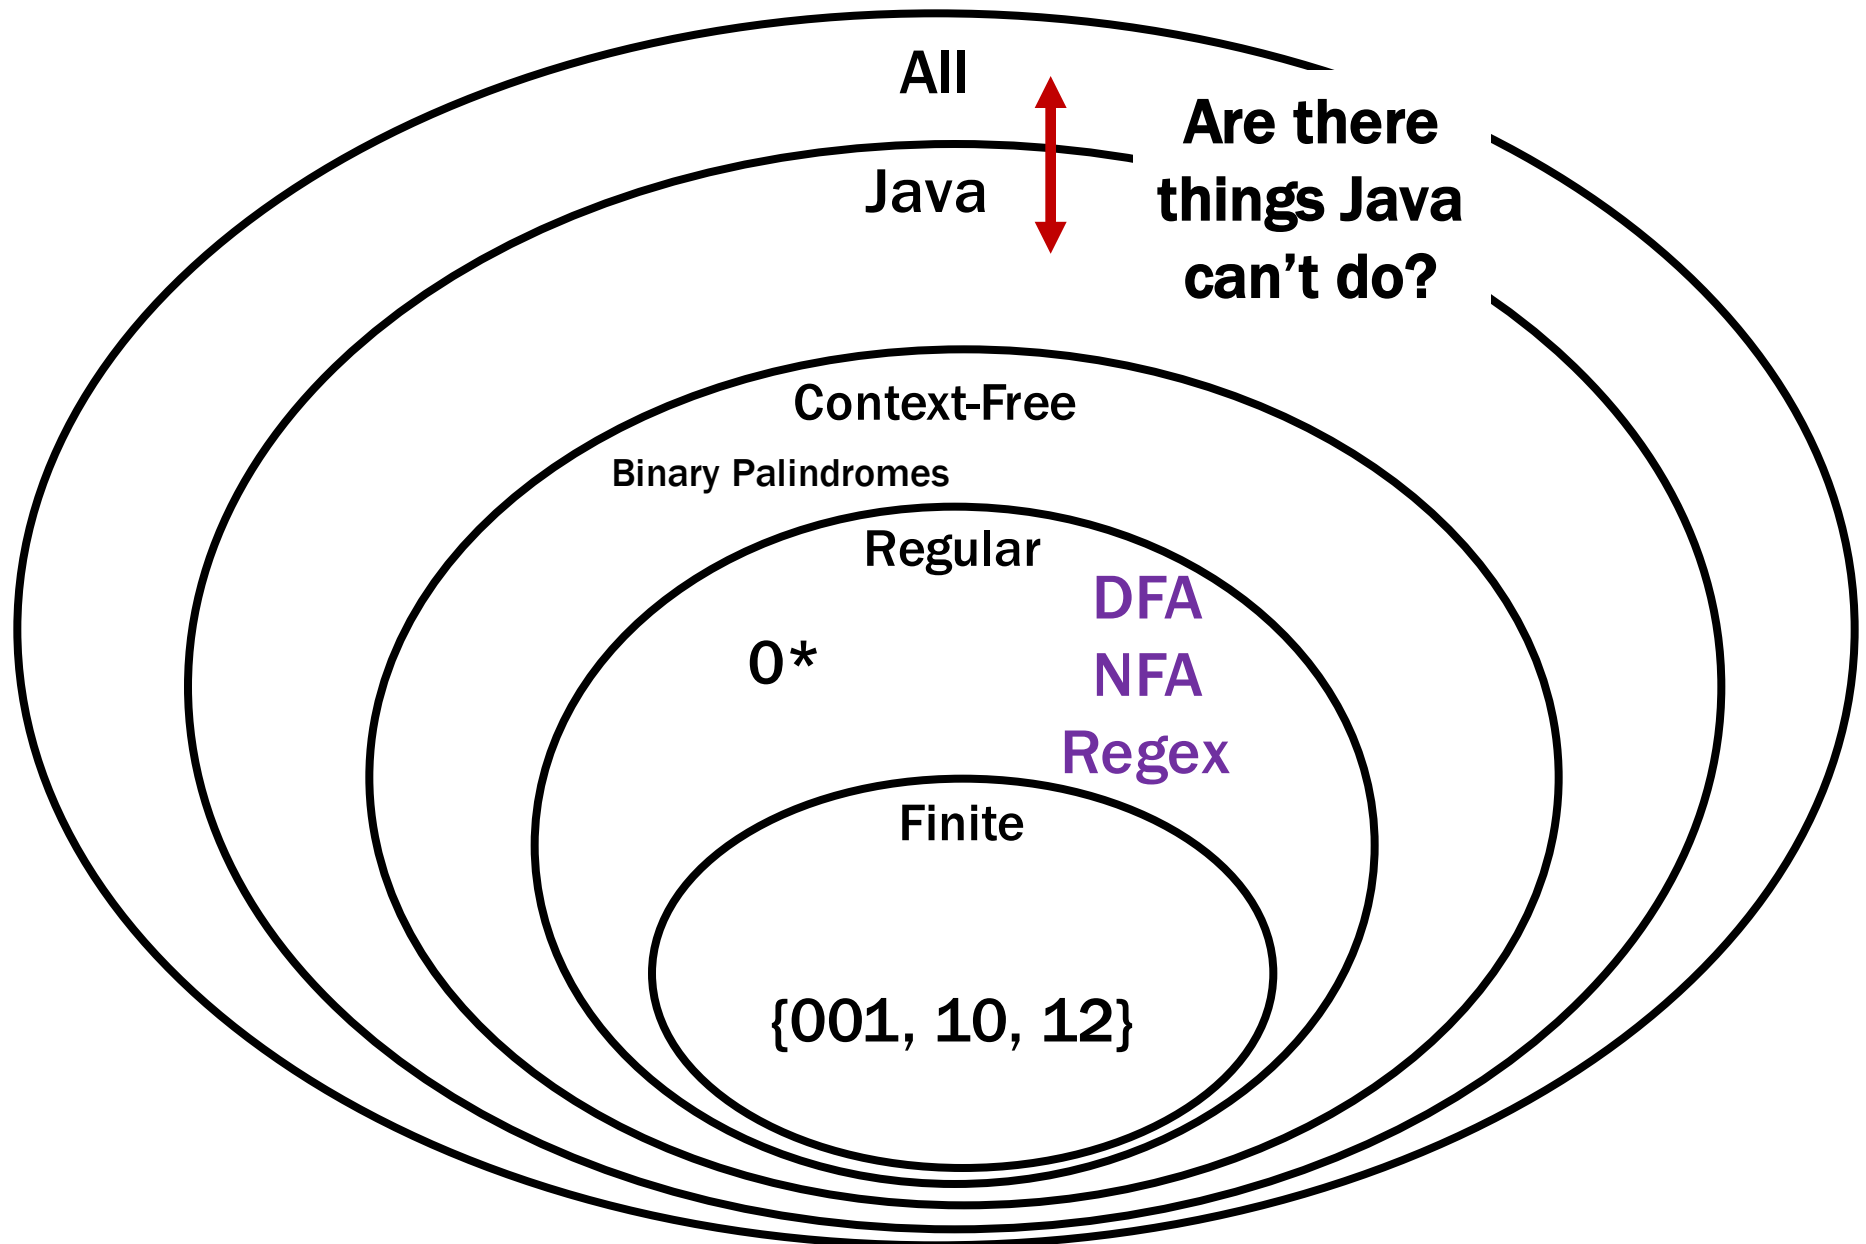 All
Java
Are there
things Java
can’t do?
Context-Free
Binary Palindromes
Regular
DFA
0*
NFA
Regex
Finite
{001, 10, 12}